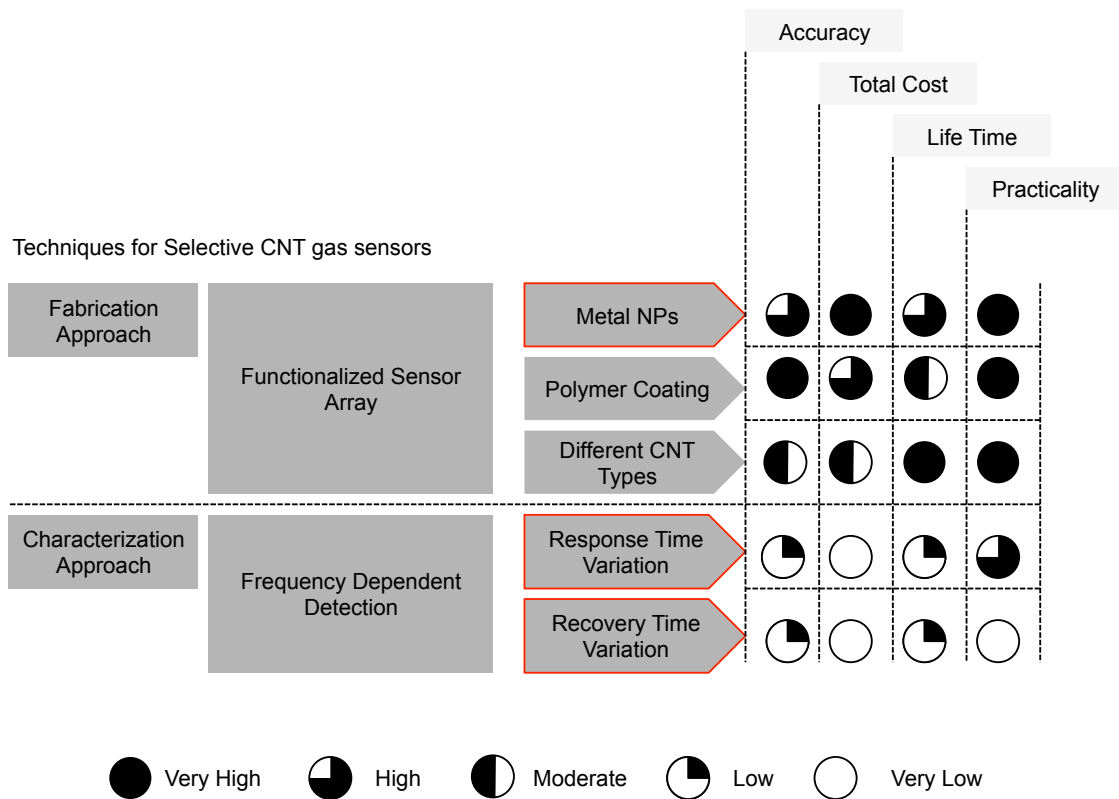 Accuracy
Total Cost
Life Time
Practicality
Techniques for Selective CNT gas sensors
Fabrication
Approach
Functionalized Sensor
Array
Metal NPs
Polymer Coating
Different CNT
Types
Characterization
Approach
Frequency Dependent
Detection
Response Time
Variation
Recovery Time
Variation
Very High
High
Moderate
Low
Very Low